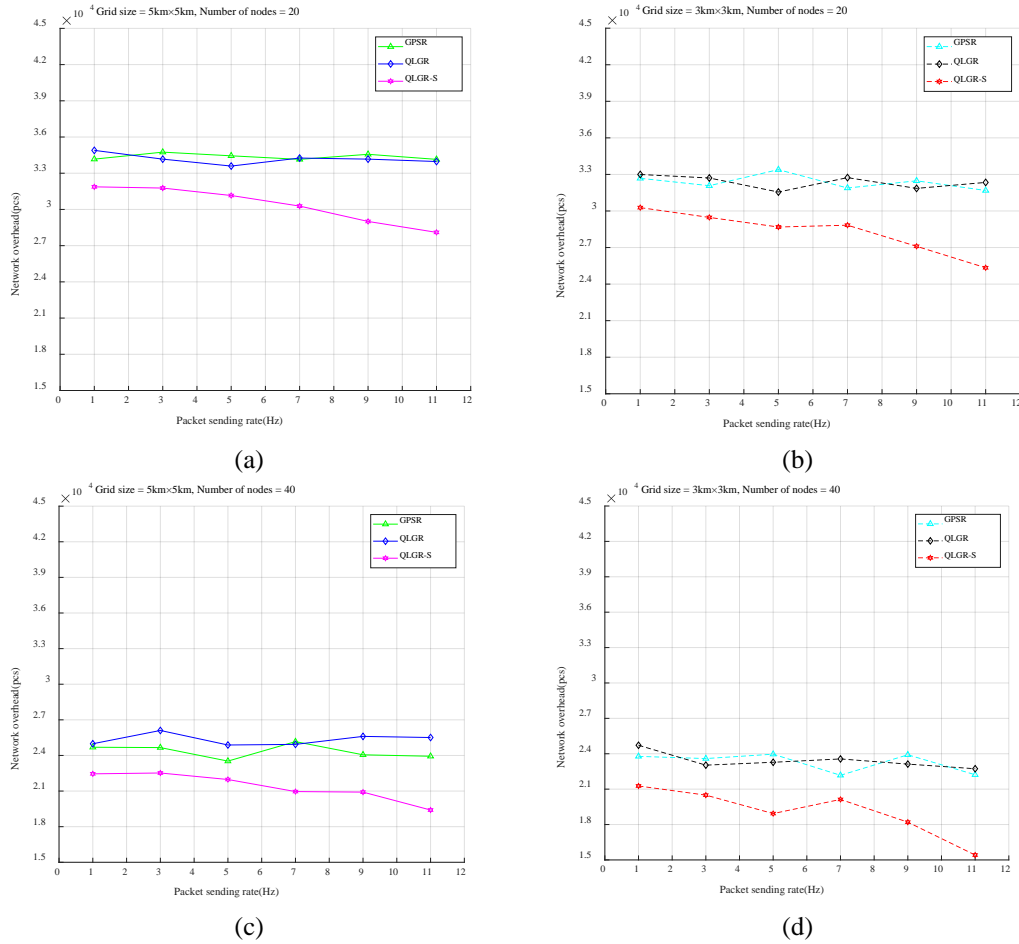 × 10 4 Grid size = 5km×5km, Number of nodes = 20
4.5
4.2
3.9
3.6
3.3
3
2.7
2.4
2.1
1.8
1.5
Network overhead(pcs)
GPSR
QLGR
QLGR-S
0 1 2 3 4 5 6 7 8 9 10 11 12
Packet sending rate(Hz)
(a)
× 10 4 Grid size = 3km×3km, Number of nodes = 20
4.5
4.2
3.9
3.6
3.3
3
2.7
2.4
2.1
1.8
1.5
Network overhead(pcs)
GPSR
QLGR
QLGR-S
0 1 2 3 4 5 6 7 8 9 10 11 12
Packet sending rate(Hz)
(b)
× 10 4 Grid size = 5km×5km, Number of nodes = 40
4.5
4.2
3.9
3.6
3.3
3
2.7
2.4
2.1
1.8
1.5
Network overhead(pcs)
GPSR
QLGR
QLGR-S
0 1 2 3 4 5 6 7 8 9 10 11 12
Packet sending rate(Hz)
(c)
× 10 4 Grid size = 3km×3km, Number of nodes = 40
4.5
4.2
3.9
3.6
3.3
3
2.7
2.4
2.1
1.8
1.5
Network overhead(pcs)
GPSR
QLGR
QLGR-S
0 1 2 3 4 5 6 7 8 9 10 11 12
Packet sending rate(Hz)
(d)